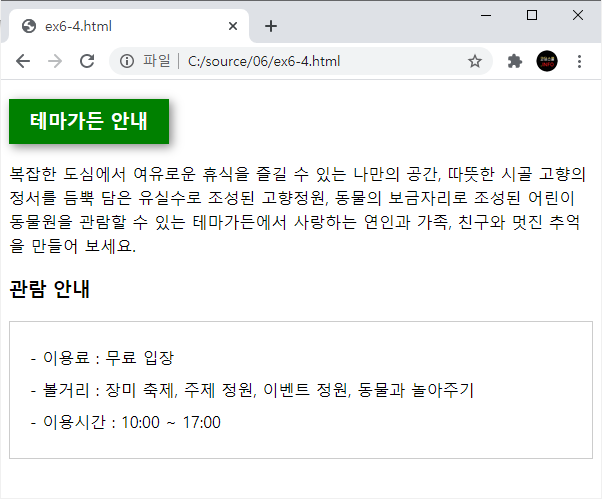 ex6-4.html
파일 C:/source/06/ex6-4.html
테마가든 안내
복잡한 도심에서 여유로운 휴식을 즐길 수 있는 나만의 공간, 따뜻한 시골 고향의
정서를 듬뿍 담은 유실수로 조성된 고향정원, 동물의 보금자리로 조성된 어린이
동물원을 관람할 수 있는 테마가든에서 사랑하는 연인과 가족, 친구와 멋진 추억
을 만들어 보세요.
관람 안내
- 이용료 : 무료 입장
- 볼거리 : 장미 축제, 주제 정원, 이벤트 정원, 동물과 놀아주기
- 이용시간 : 10:00 ~ 17:00